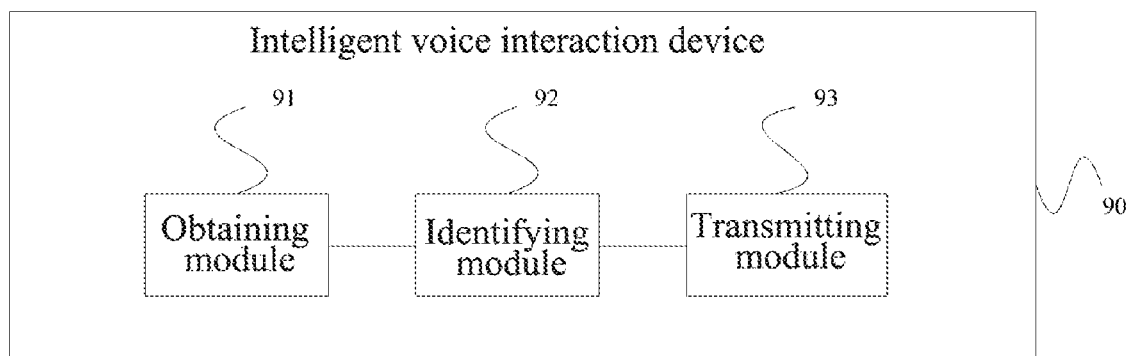 Intelligent voice interaction device
91 92 93
Obtaining module
Identifying module
Transmitting module
90